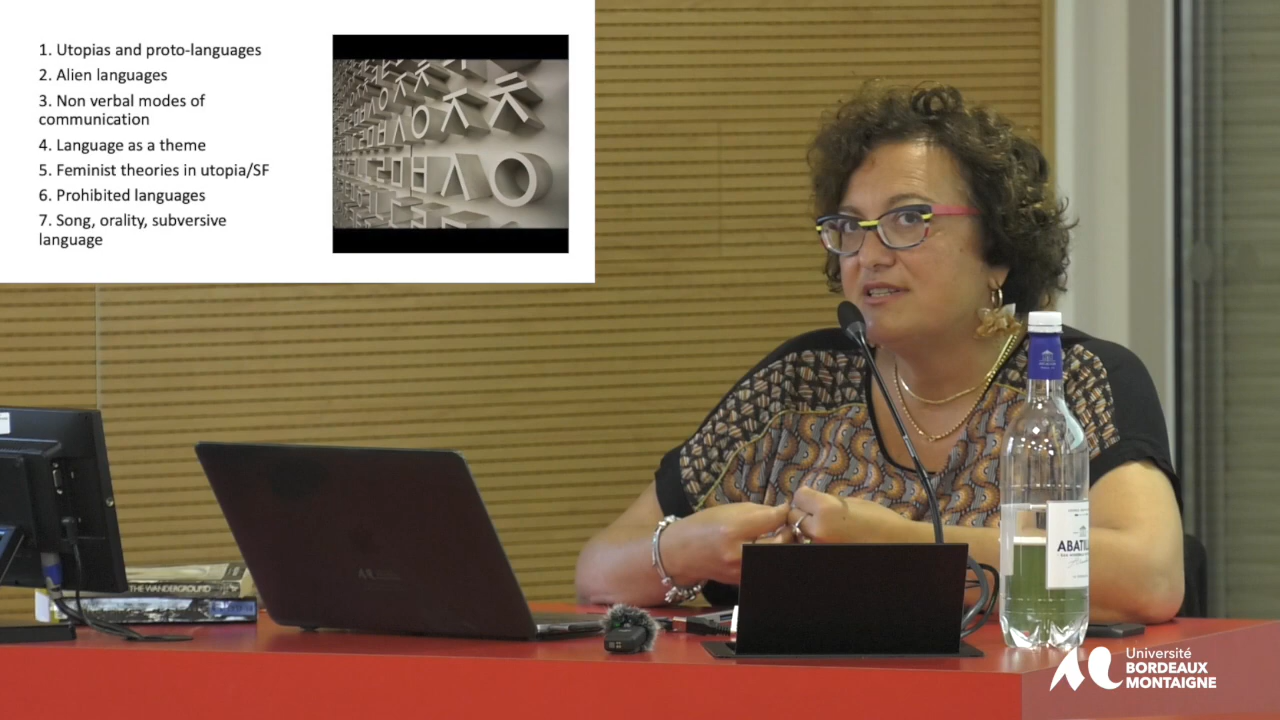 1. Utopias and proto-languages
2. Alien languages
3. Non verbal modes of
communication
4. Language as a theme
5. Feminist theories in utopia/SF
6. Prohibited languages
7. Song, orality, subversive
language
THE WANDERGROUND
ABATIL
Université
BORDEAUX
MONTAIGNE